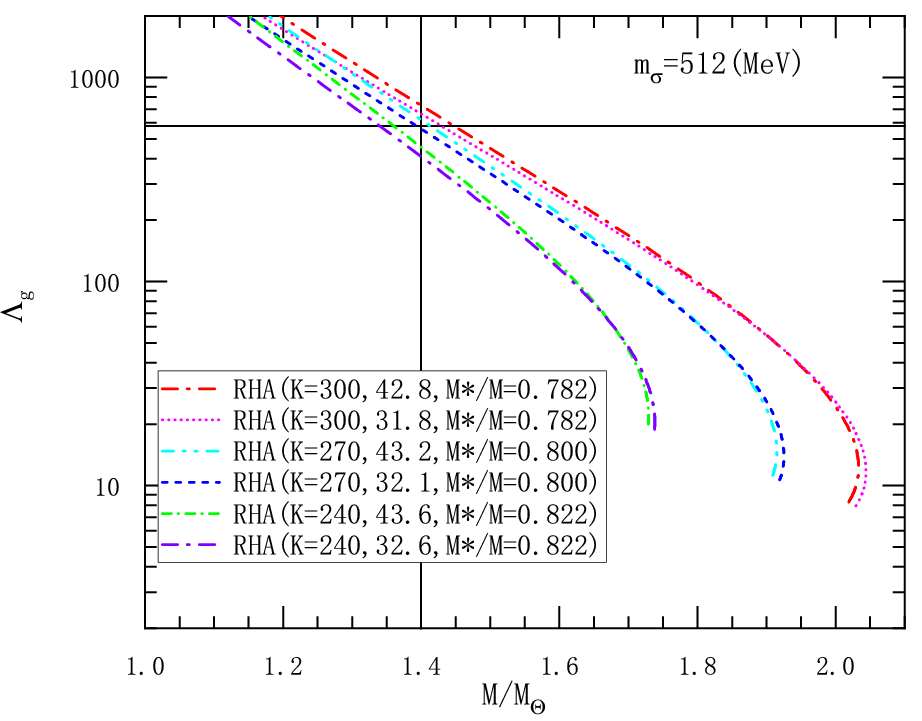 m_σ=512(MeV)
1000
100
10
Λ_g
RHA(K=300,42.8,M*/M=0.782)
RHA(K=300,31.8,M*/M=0.782)
RHA(K=270,43.2,M*/M=0.800)
RHA(K=270,32.1,M*/M=0.800)
RHA(K=240,43.6,M*/M=0.822)
RHA(K=240,32.6,M*/M=0.822)
1.0 1.2 1.4 1.6 1.8 2.0
M/M_Θ